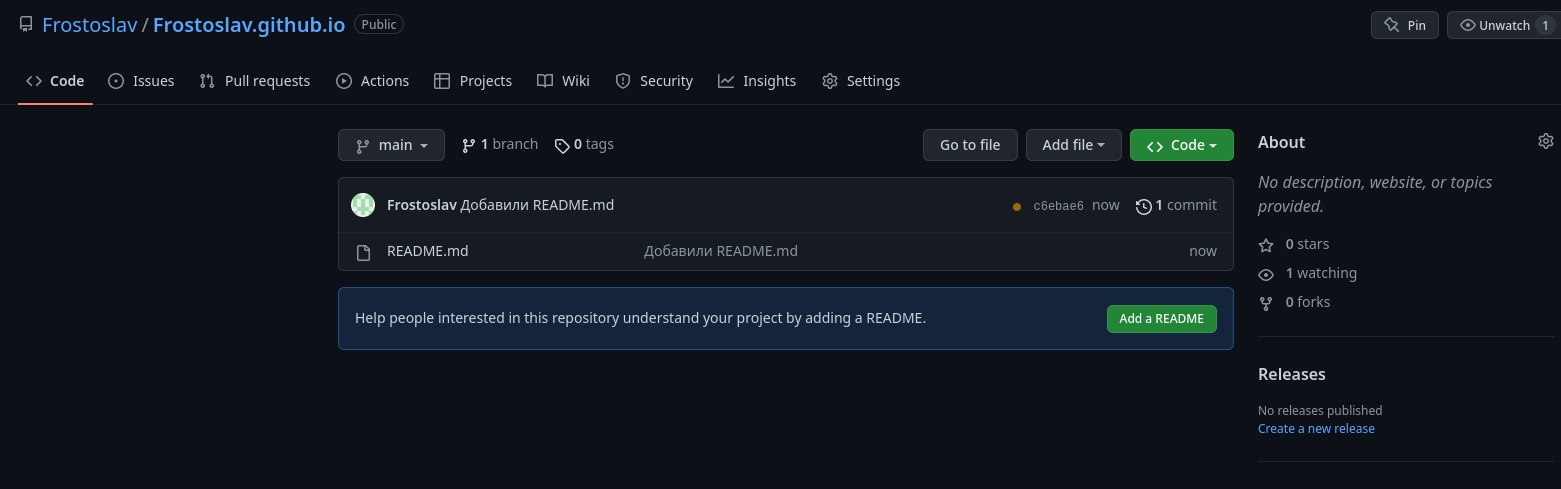 Frostoslav / Frostoslav.github.io Public Pin Unwatch 1
Code Issues Pull requests Actions Projects Wiki Security Insights Settings
main 1 branch 0 tags Go to file Add file Code
Frostoslav Добавили README.md c6ebae6 now 1 commit
README.md Добавили README.md now
Help people interested in this repository understand your project by adding a README. Add a README
About
No description, website, or topics
provided.
0 stars
1 watching
0 forks
Releases
No releases published
Create a new release